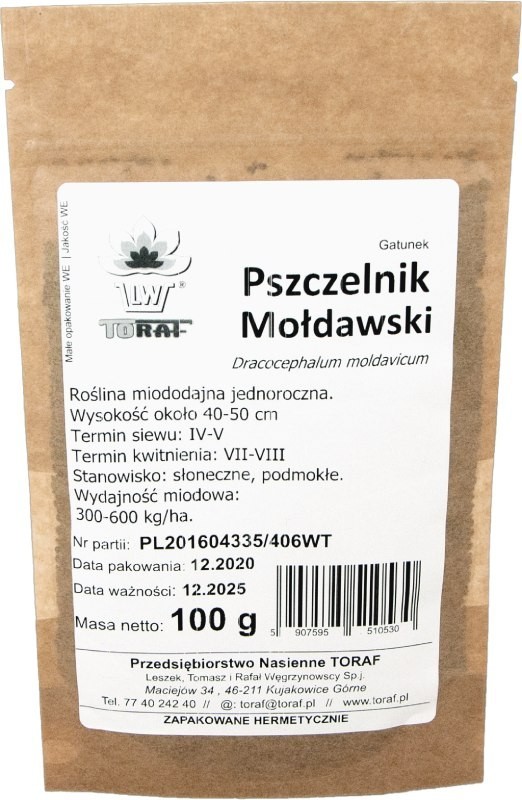 Małe opakowanie WE | Jakość WE
LWT ®
TORAF
Gatunek
Pszczelnik
Mołdawski
Dracocephalum moldavicum
Roślina miododajna jednoroczna.
Wysokość około 40-50 cm
Termin siewu: IV-V
Termin kwitnienia: VII-VIII
Stanowisko: słoneczne, podmokłe.
Wydajność miodowa:
300-600 kg/ha.
Nr partii: PL201604335/406WT
Data pakowania: 12.2020
Data ważności: 12.2025
Masa netto: 100 g
5 907595 510530
Przedsiębiorstwo Nasienne TORAF
Leszek, Tomasz i Rafał Węgrzynowscy Sp.j.
Maciejów 34 , 46-211 Kujakowice Górne
Tel. 77 40 242 40 // @: toraf@toraf.pl // www.toraf.pl
ZAPAKOWANE HERMETYCZNIE